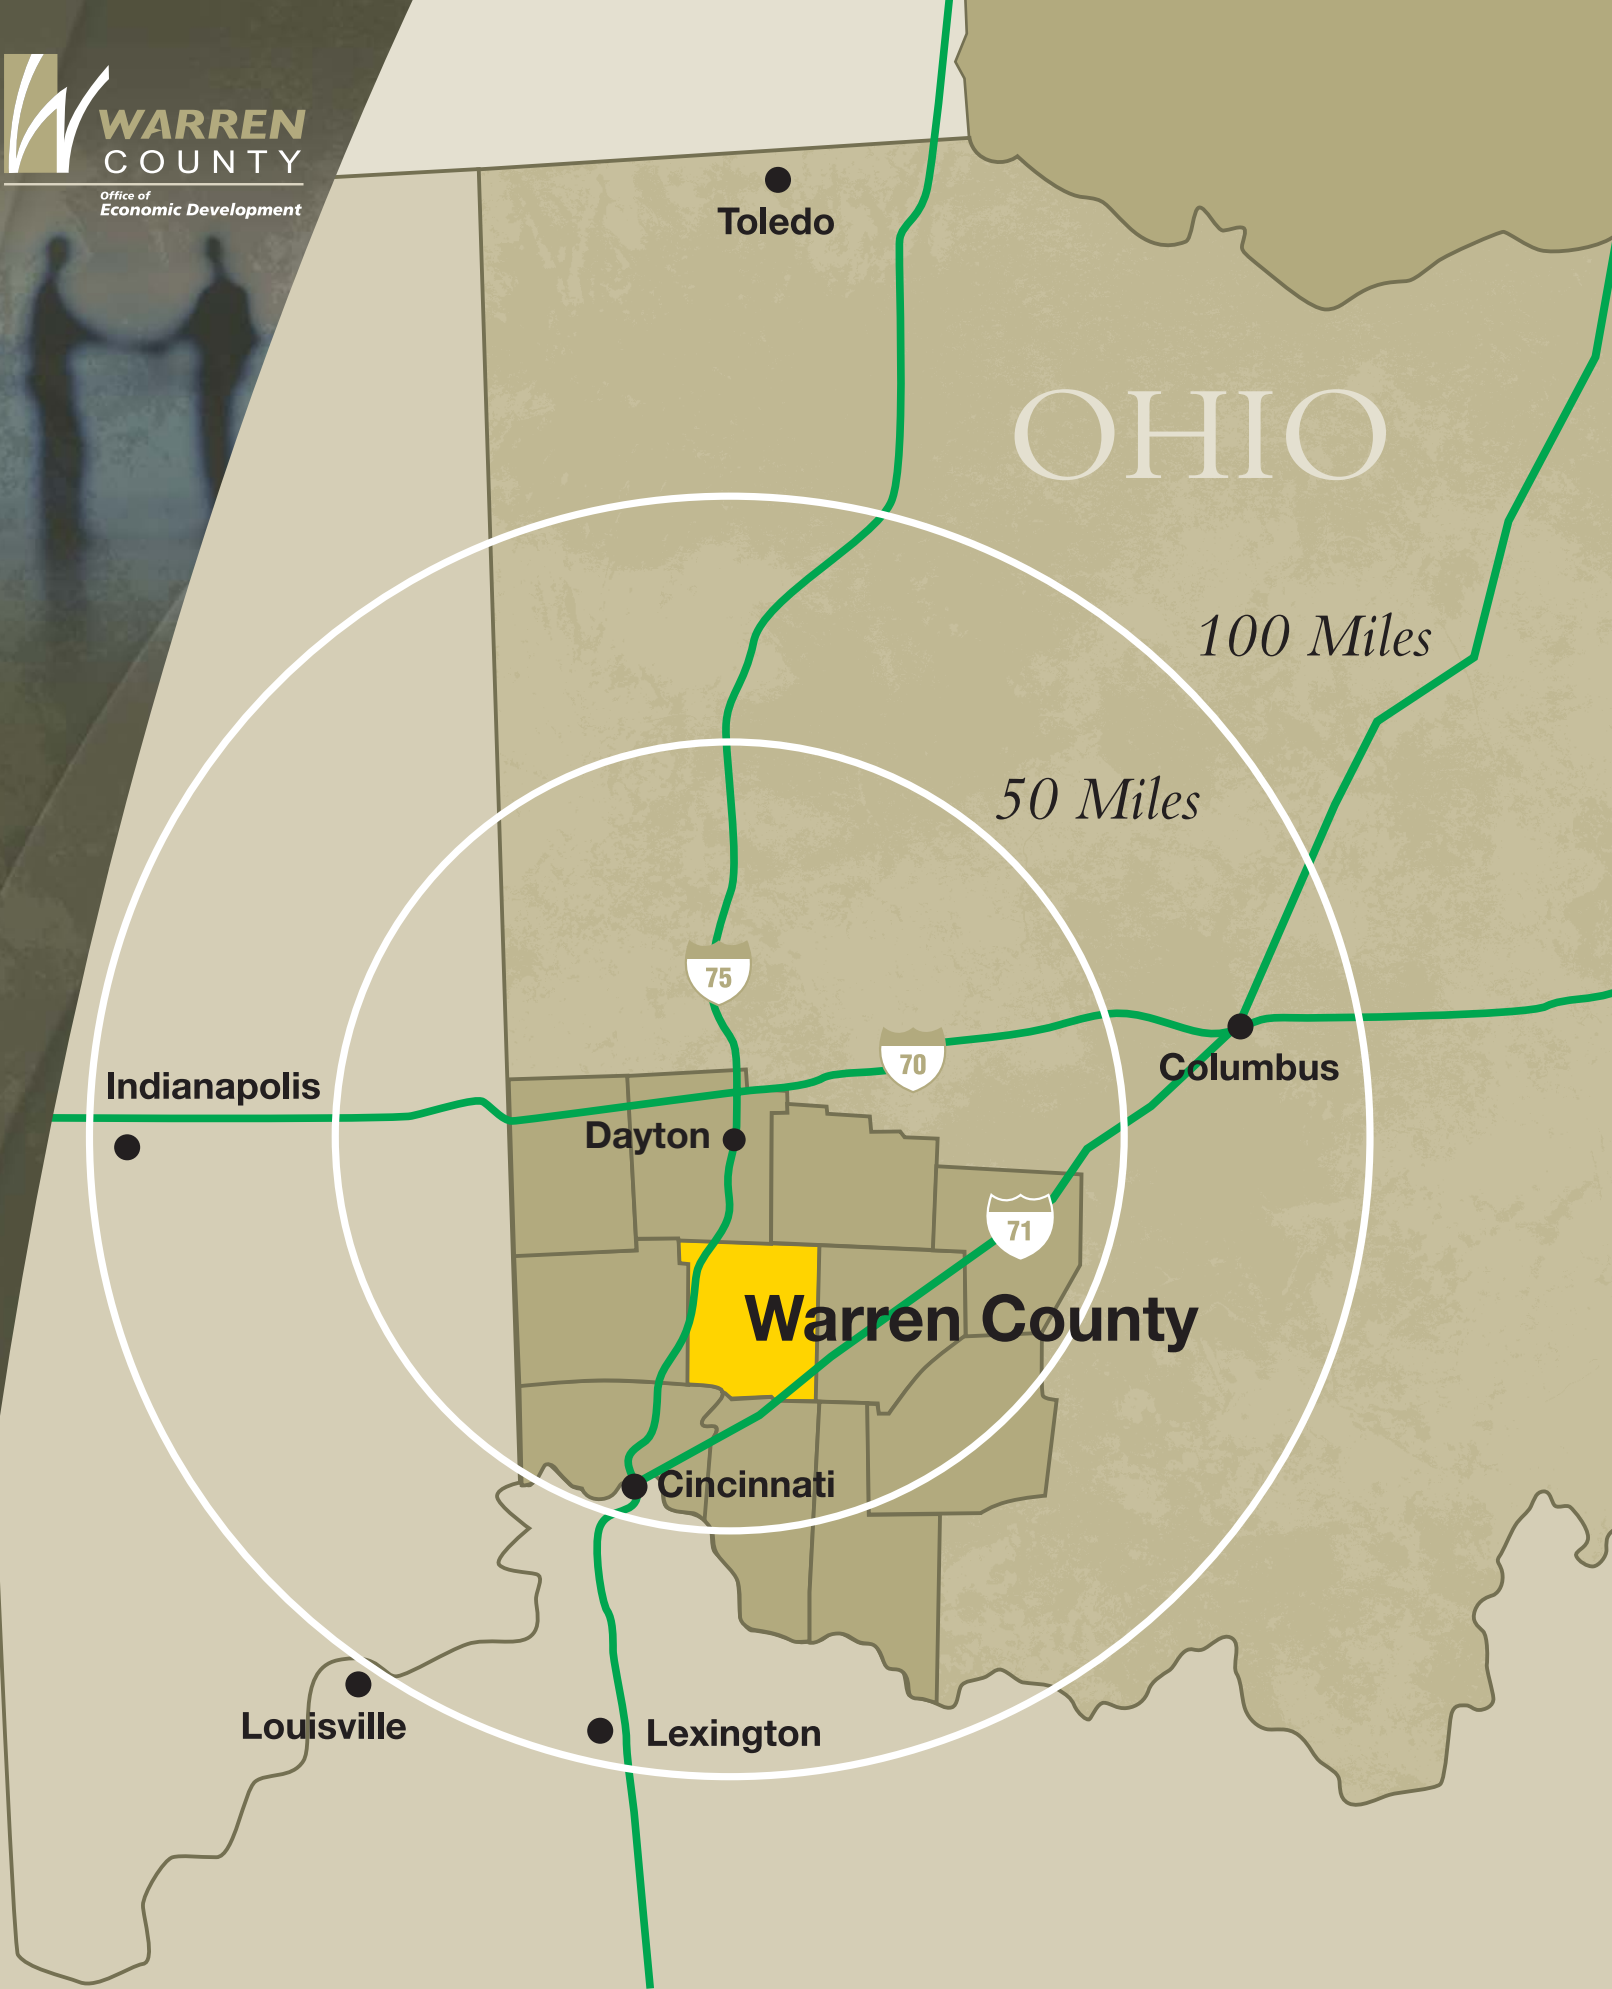 WARREN
COUNTY
Office of
Economic Development
Toledo
OHIO
100 Miles
50 Miles
75
70
Columbus
Indianapolis
Dayton
71
Warren County
Cincinnati
Louisville
Lexington